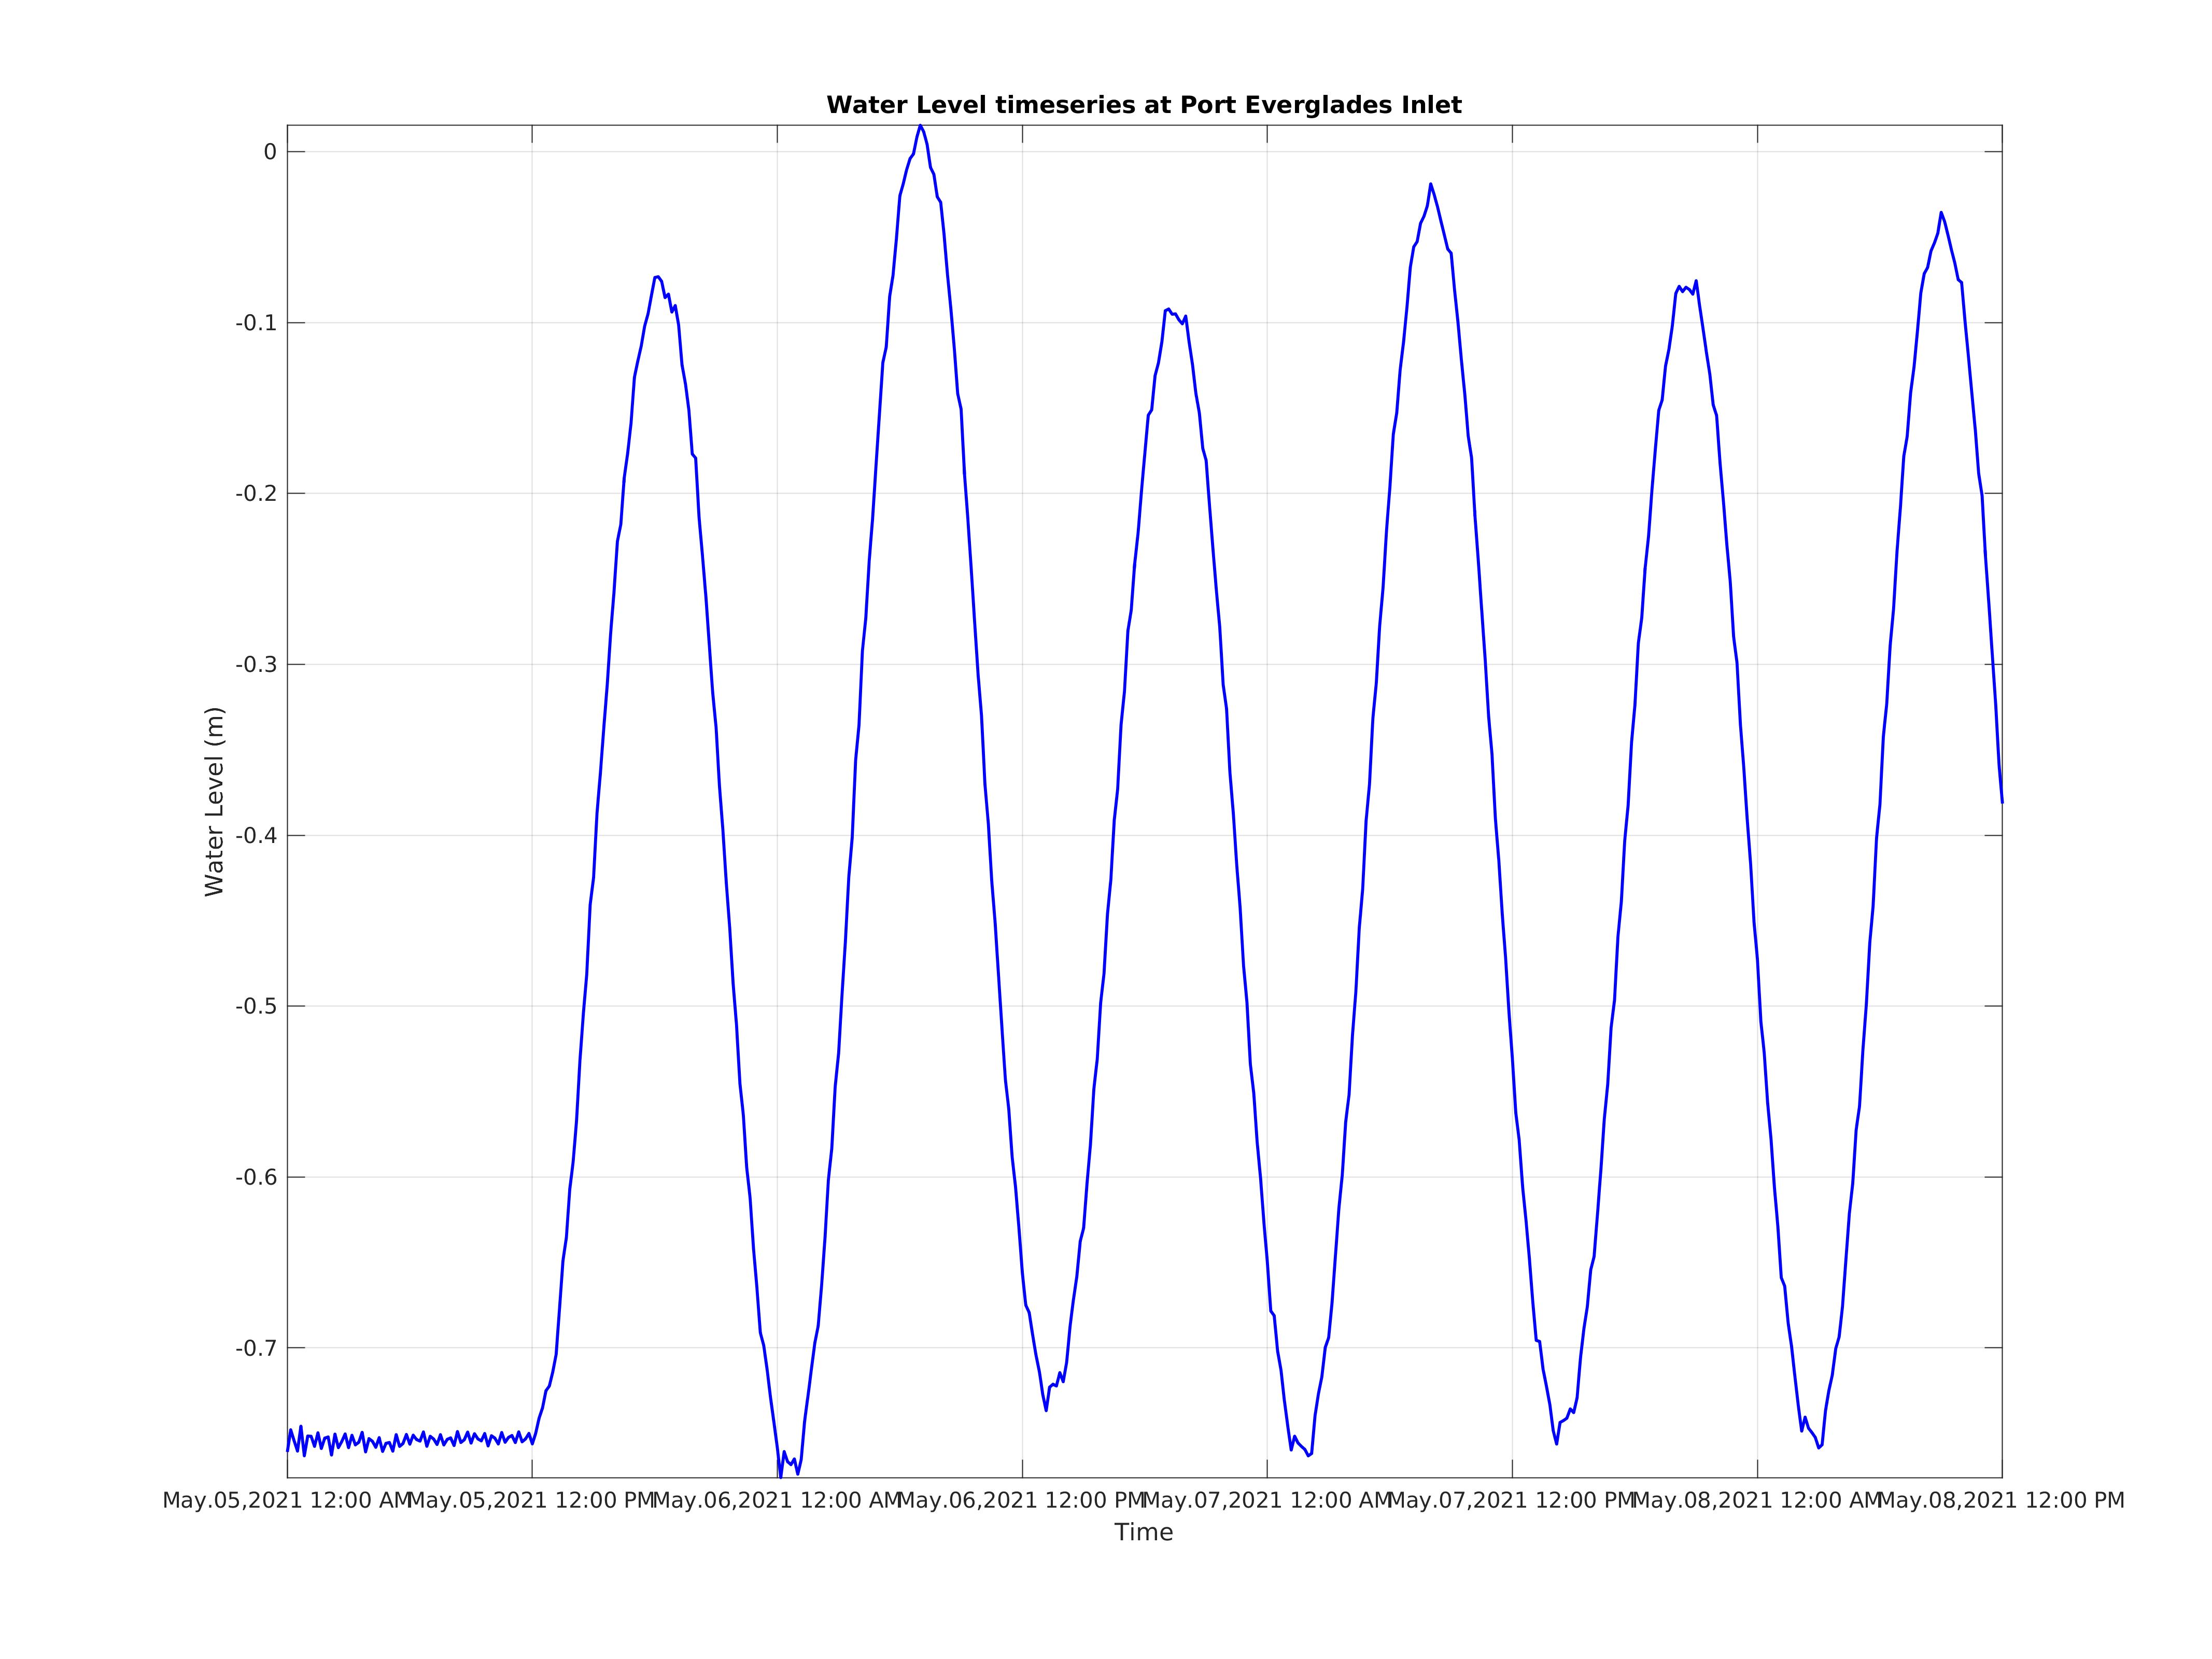 Water Level timeseries at Port Everglades Inlet
0
-0.1
-0.2
-0.3
-0.4
-0.5
-0.6
-0.7
Water Level (m)
May.05,2021 12:00 AM May.05,2021 12:00 PM May.06,2021 12:00 AM May.06,2021 12:00 PM May.07,2021 12:00 AM May.07,2021 12:00 PM May.08,2021 12:00 AM May.08,2021 12:00 PM
Time